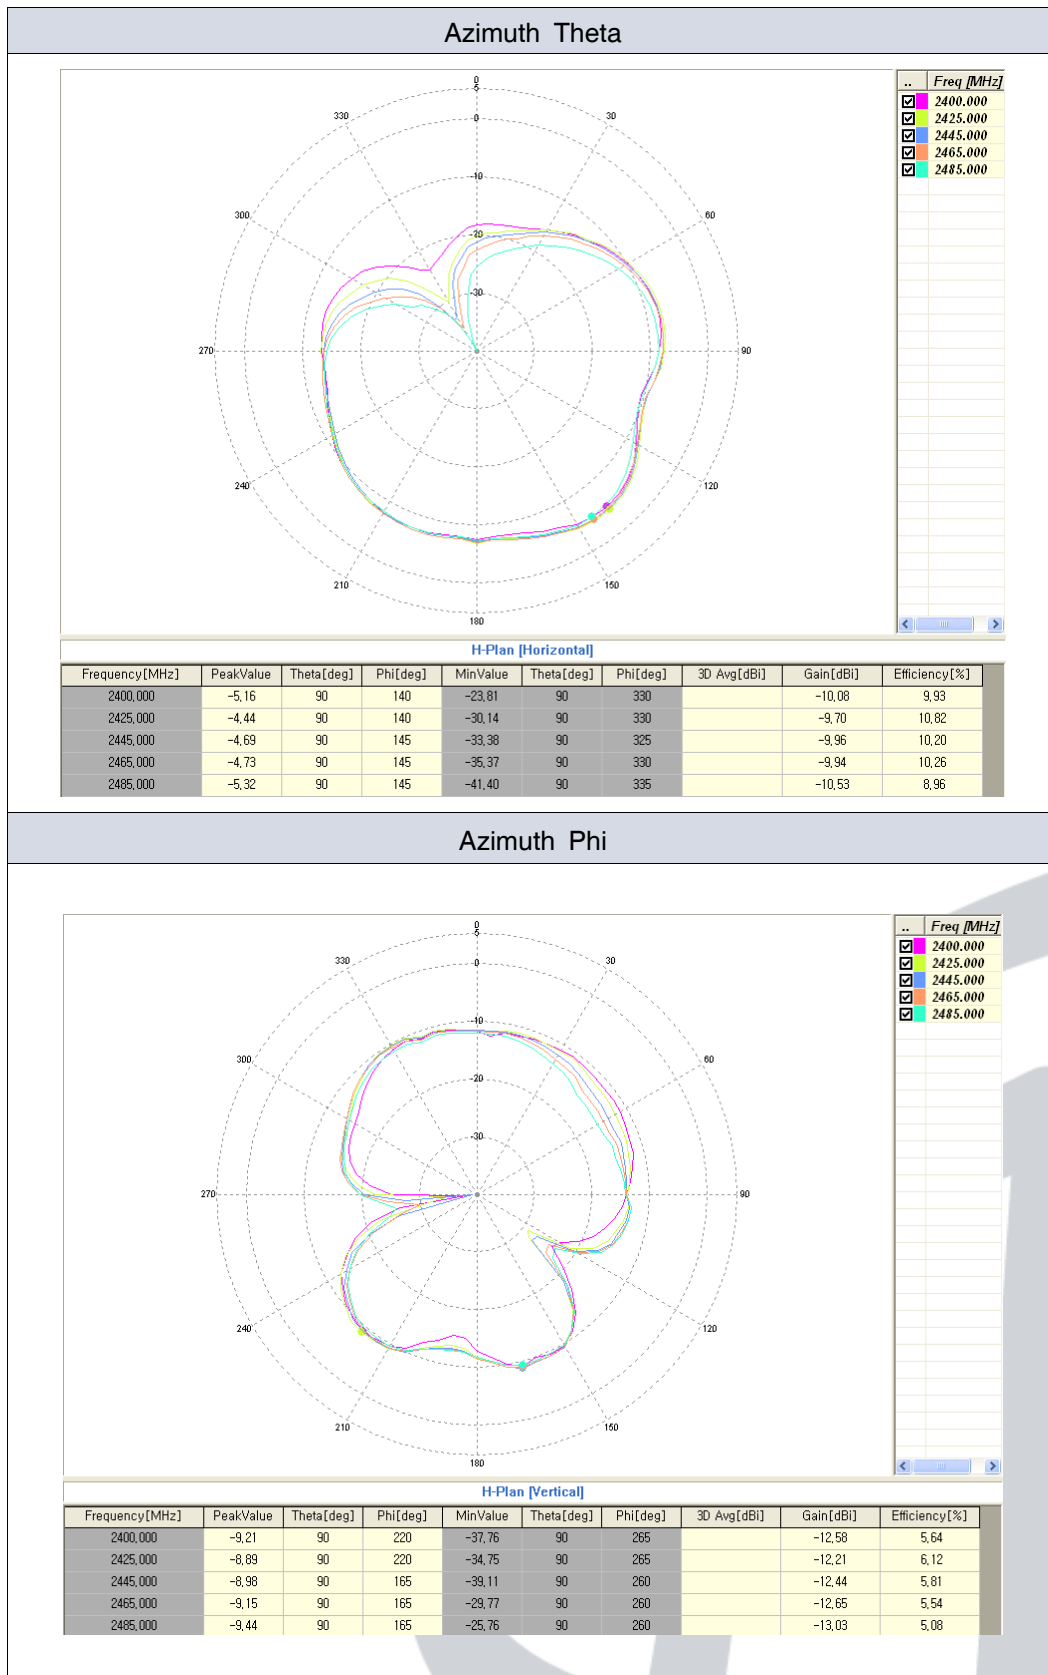 Azimuth Theta
0
5
0
-10
-20
-30
30
60
90
120
150
180
210
240
270
300
330
.. Freq [MHz]
2400.000
2425.000
2445.000
2465.000
2485.000
H-Plan [Horizontal]
Frequency[MHz] PeakValue Theta[deg] Phi[deg] MinValue Theta[deg] Phi[deg] 3D Avg[dBi] Gain[dBi] Efficiency[%]
2400,000 -5,16 90 140 -23,81 90 330 -10,08 9,93
2425,000 -4,44 90 140 -30,14 90 330 -9,70 10,82
2445,000 -4,69 90 145 -33,38 90 325 -9,96 10,20
2465,000 -4,73 90 145 -35,37 90 330 -9,94 10,26
2485,000 -5,32 90 145 -41,40 90 335 -10,53 8,96
Azimuth Phi
0
5
0
-10
-20
-30
30
60
90
120
150
180
210
240
270
300
330
.. Freq [MHz]
2400.000
2425.000
2445.000
2465.000
2485.000
H-Plan [Vertical]
Frequency[MHz] PeakValue Theta[deg] Phi[deg] MinValue Theta[deg] Phi[deg] 3D Avg[dBi] Gain[dBi] Efficiency[%]
2400,000 -9,21 90 220 -37,76 90 265 -12,58 5,64
2425,000 -8,89 90 220 -34,75 90 265 -12,21 6,12
2445,000 -8,98 90 165 -39,11 90 260 -12,44 5,81
2465,000 -9,15 90 165 -29,77 90 260 -12,65 5,54
2485,000 -9,44 90 165 -25,76 90 260 -13,03 5,08